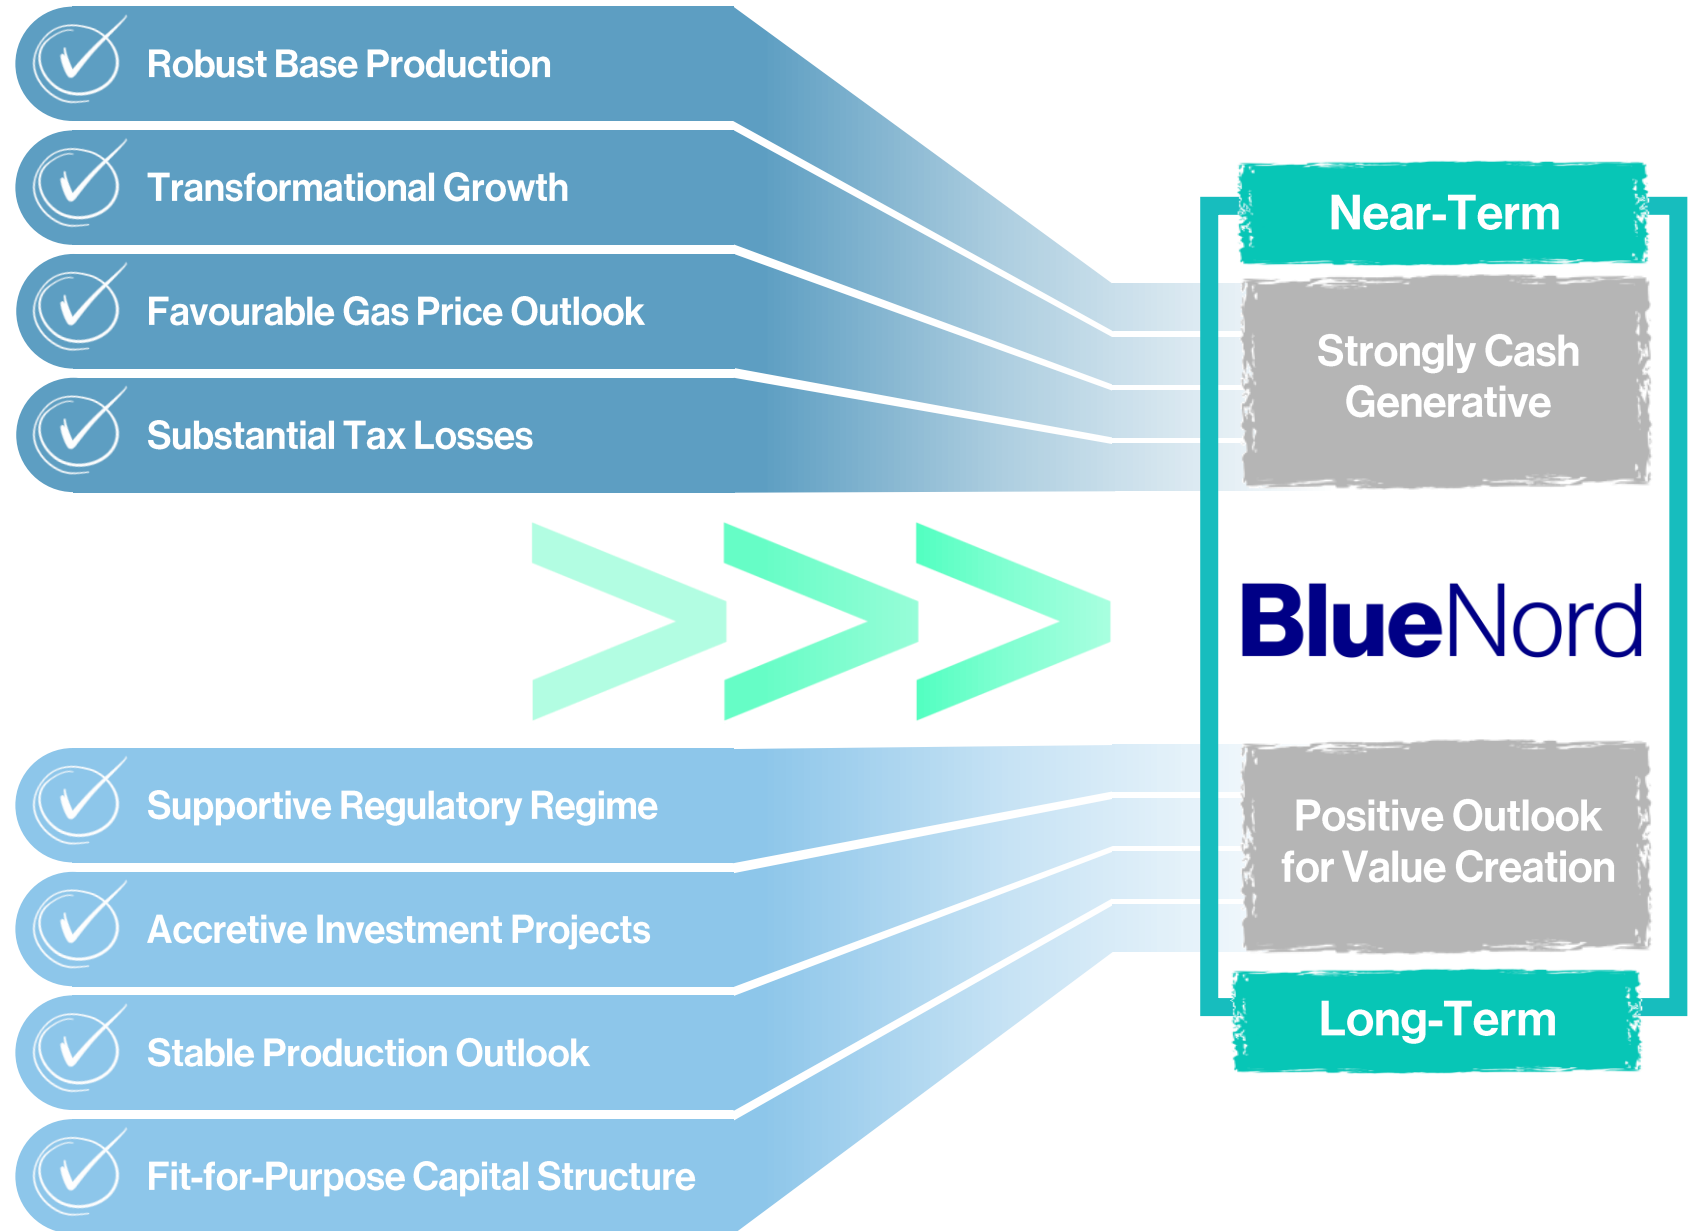 Robust Base Production
Transformational Growth
Favourable Gas Price Outlook
Substantial Tax Losses
Near-Term
Strongly Cash
Generative
BlueNord
Supportive Regulatory Regime
Accretive Investment Projects
Stable Production Outlook
Fit-for-Purpose Capital Structure
Positive Outlook
for Value Creation
Long-Term